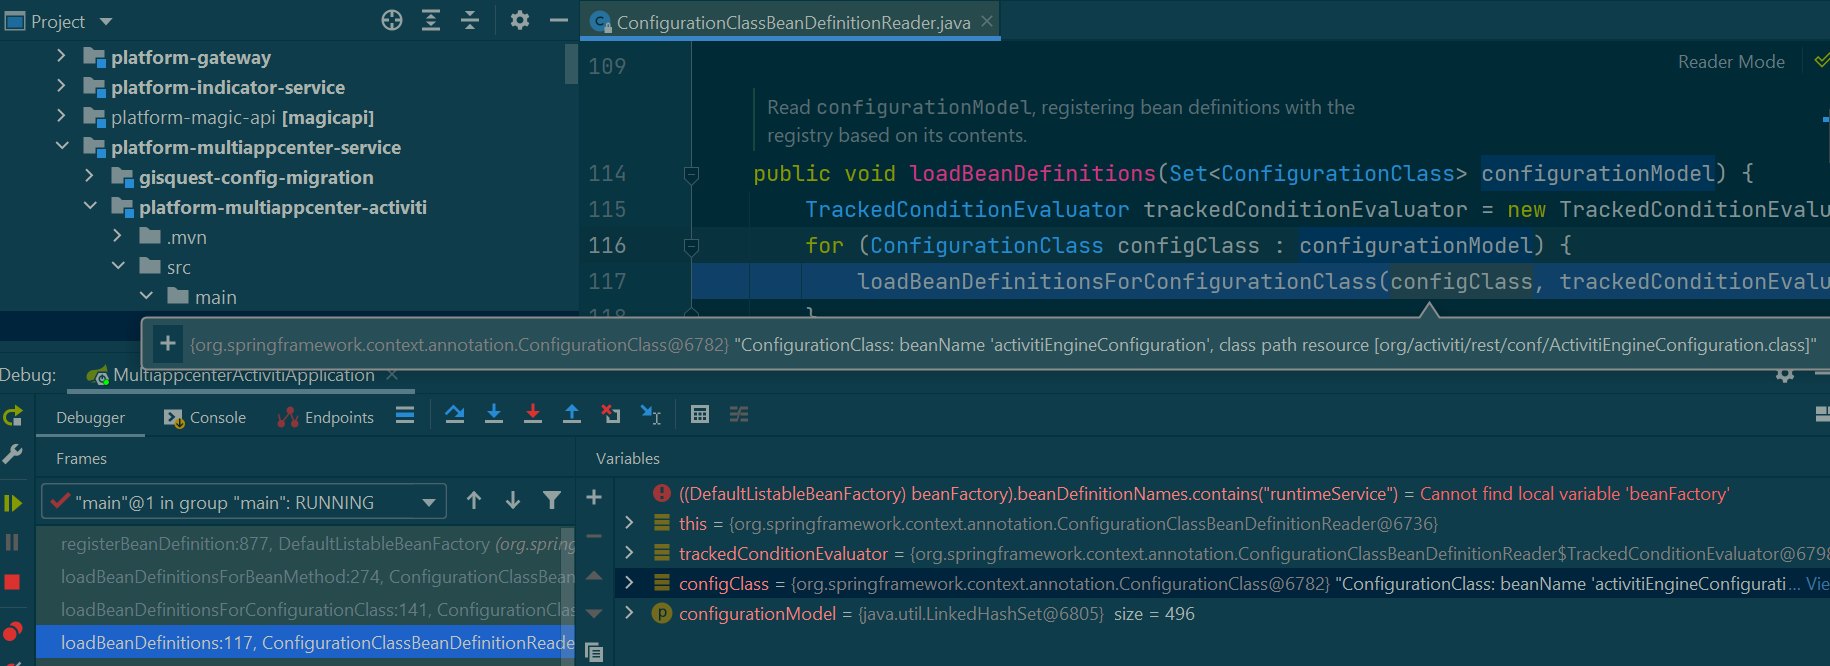 Project
ConfigurationClassBeanDefinitionReader.java
platform-gateway
platform-indicator-service
platform-magic-api [magicapi]
platform-multiappcenter-service
gisquest-config-migration
platform-multiappcenter-activiti
.mvn
src
main
109
Reader Mode
Read configurationModel, registering bean definitions with the
registry based on its contents.
114 public void loadBeanDefinitions(Set<ConfigurationClass> configurationModel) {
115 TrackedConditionEvaluator trackedConditionEvaluator = new TrackedConditionEvalu
116 for (ConfigurationClass configClass : configurationModel) {
117 loadBeanDefinitionsForConfigurationClass(configClass, trackedConditionEvalu
118 }
+ {org.springframework.context.annotation.ConfigurationClass@6782} "ConfigurationClass: beanName 'activitiEngineConfiguration', class path resource [org/activiti/rest/conf/ActivitiEngineConfiguration.class]"
Debug: MultiappcenterActivitiApplication
Debugger Console Endpoints
Frames
"main"@1 in group "main": RUNNING
registerBeanDefinition:877, DefaultListableBeanFactory (org.spring
loadBeanDefinitionsForBeanMethod:274, ConfigurationClassBean
loadBeanDefinitionsForConfigurationClass:141, ConfigurationClas
loadBeanDefinitions:117, ConfigurationClassBeanDefinitionReade
Variables
((DefaultListableBeanFactory) beanFactory).beanDefinitionNames.contains("runtimeService") = Cannot find local variable 'beanFactory'
this = {org.springframework.context.annotation.ConfigurationClassBeanDefinitionReader@6736}
trackedConditionEvaluator = {org.springframework.context.annotation.ConfigurationClassBeanDefinitionReader$TrackedConditionEvaluator@6798
configClass = {org.springframework.context.annotation.ConfigurationClass@6782} "ConfigurationClass: beanName 'activitiEngineConfigurati... Vie
configurationModel = {java.util.LinkedHashSet@6805} size = 496